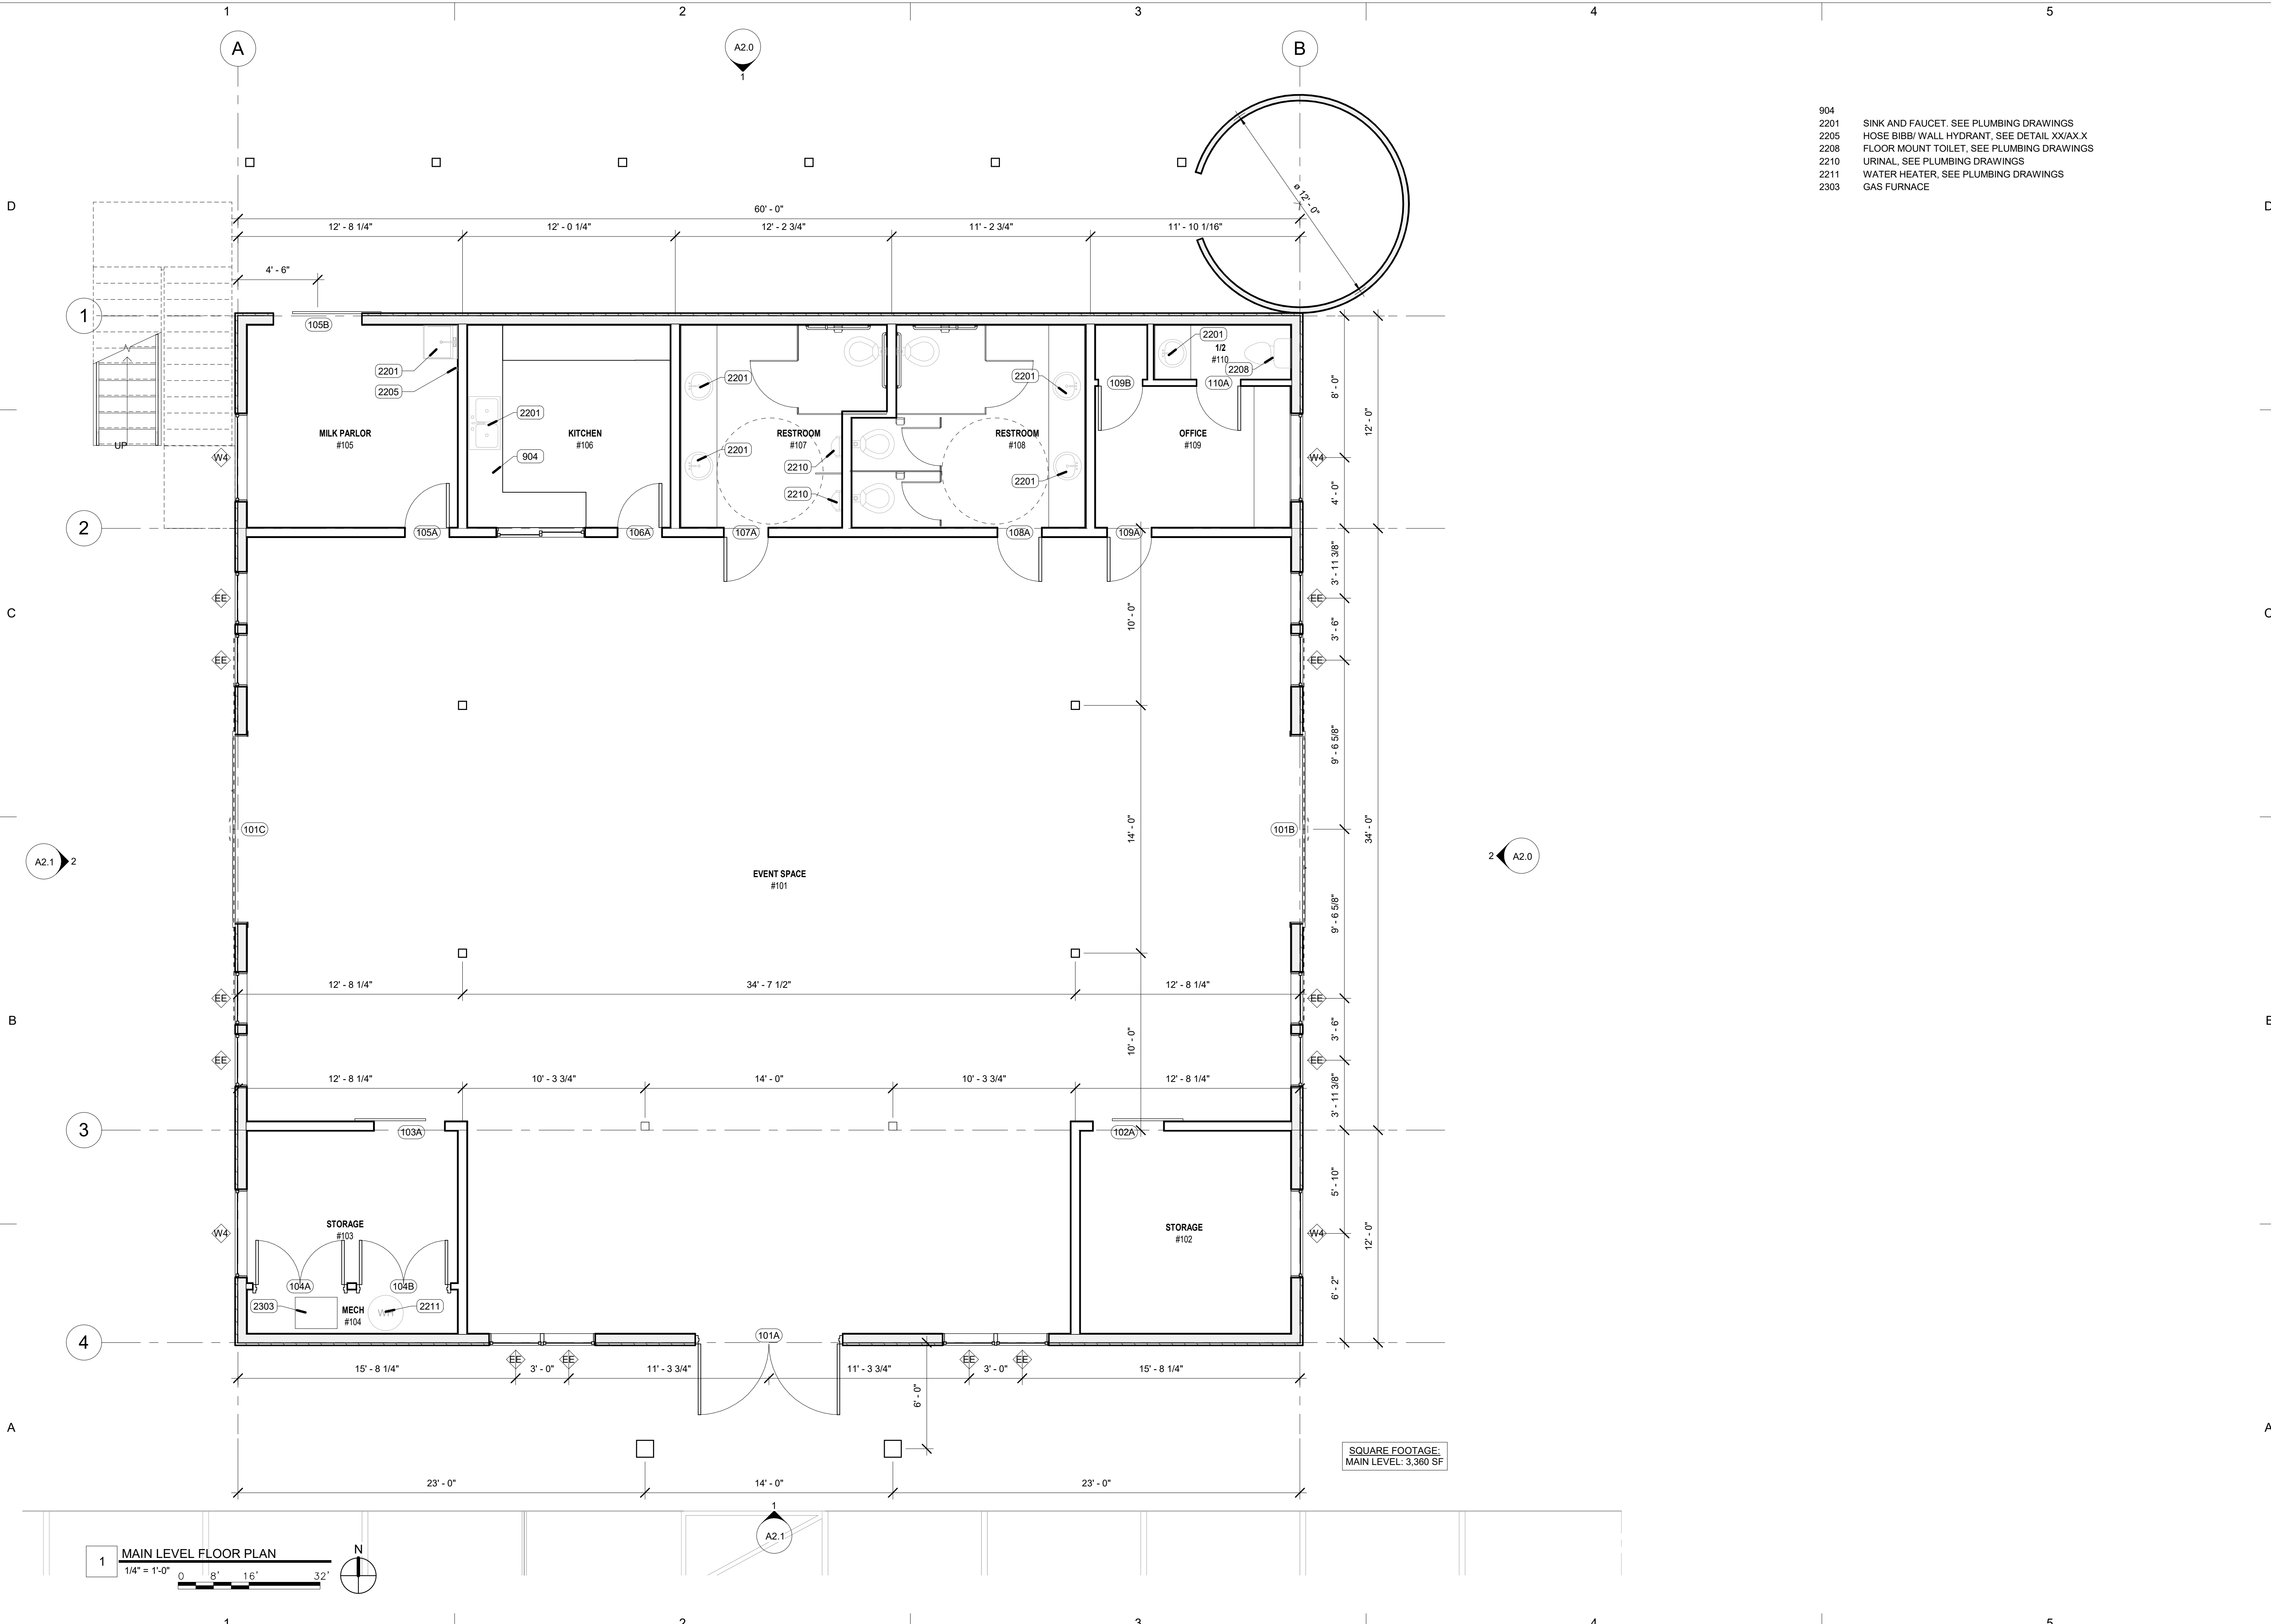 1 2 3 4 5
A B
A2.0
1
904
2201 SINK AND FAUCET. SEE PLUMBING DRAWINGS
2205 HOSE BIBB/ WALL HYDRANT, SEE DETAIL XX/AX.X
2208 FLOOR MOUNT TOILET, SEE PLUMBING DRAWINGS
2210 URINAL, SEE PLUMBING DRAWINGS
2211 WATER HEATER, SEE PLUMBING DRAWINGS
2303 GAS FURNACE
ø 12' - 0"
D D
60' - 0"
12' - 8 1/4" 12' - 0 1/4" 12' - 2 3/4" 11' - 2 3/4" 11' - 10 1/16"
4' - 6"
1
105B
2201
1/2
#110
2201
2205
2201
2201
2208
109B
110A
8' - 0"
2201
12' - 0"
MILK PARLOR
#105
KITCHEN
#106
RESTROOM
#107
RESTROOM
#108
OFFICE
#109
UP
W4
904
2201
2210
2201
W4
2210
4' - 0"
2
105A 106A 107A 108A 109A
3' - 11 3/8"
EE EE
C C
10' - 0"
3' - 6"
EE EE
9' - 6 5/8"
101C
14' - 0"
101B
34' - 0"
A2.1 2
2 A2.0
EVENT SPACE
#101
9' - 6 5/8"
12' - 8 1/4" 34' - 7 1/2" 12' - 8 1/4"
EE EE
B B
10' - 0"
3' - 6"
EE EE
12' - 8 1/4" 10' - 3 3/4" 14' - 0" 10' - 3 3/4" 12' - 8 1/4"
3' - 11 3/8"
3
103A 102A
5' - 10"
STORAGE
#103
STORAGE
#102
W4 W4
12' - 0"
104A 104B
6' - 2"
2303
MECH
#104
WH
2211
4
101A
EE EE EE EE
15' - 8 1/4" 3' - 0" 11' - 3 3/4" 11' - 3 3/4" 3' - 0" 15' - 8 1/4"
6' - 0"
A A
SQUARE FOOTAGE:
MAIN LEVEL: 3,360 SF
23' - 0" 14' - 0" 23' - 0"
1
A2.1
1 MAIN LEVEL FLOOR PLAN
1/4" = 1'-0"
0 8' 16' 32'
N
1 2 3 4 5